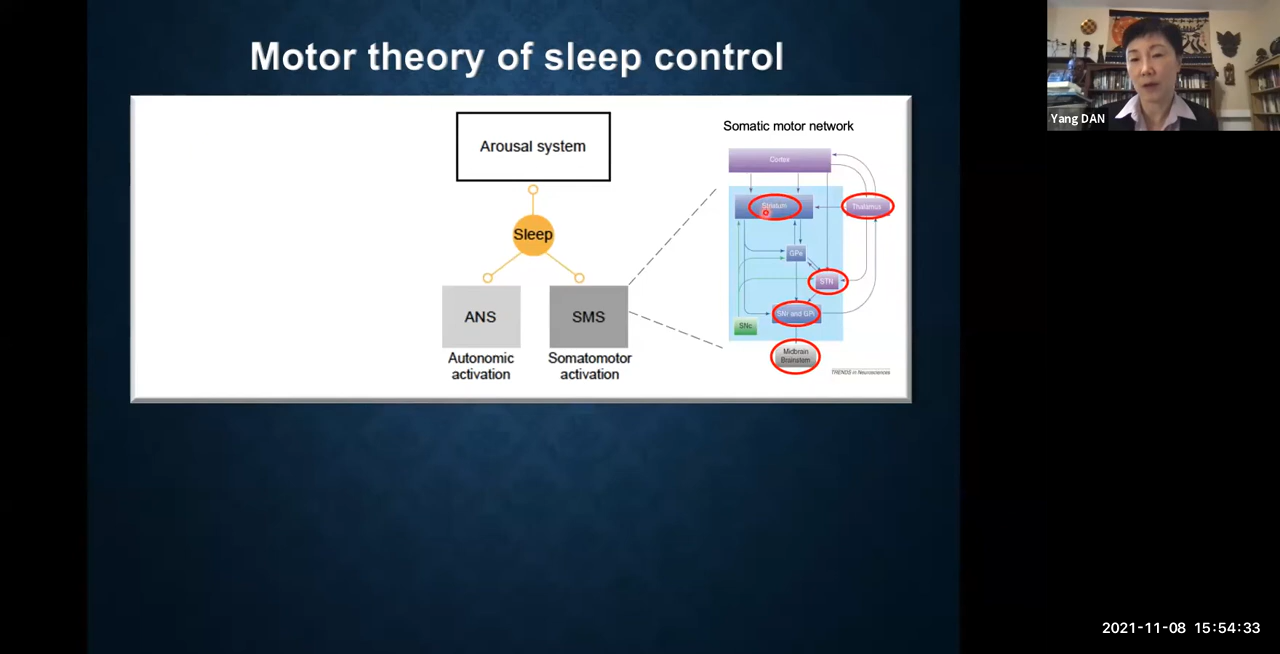 Motor theory of sleep control
Yang DAN
Arousal system
Sleep
ANS
SMS
Autonomic
activation
Somatomotor
activation
Somatic motor network
Cortex
Striatum
Thalamus
GPe
STN
SNr and GPi
SNc
Midbrain
Brainstem
TRENDS in Neurosciences
2021-11-08 15:54:33